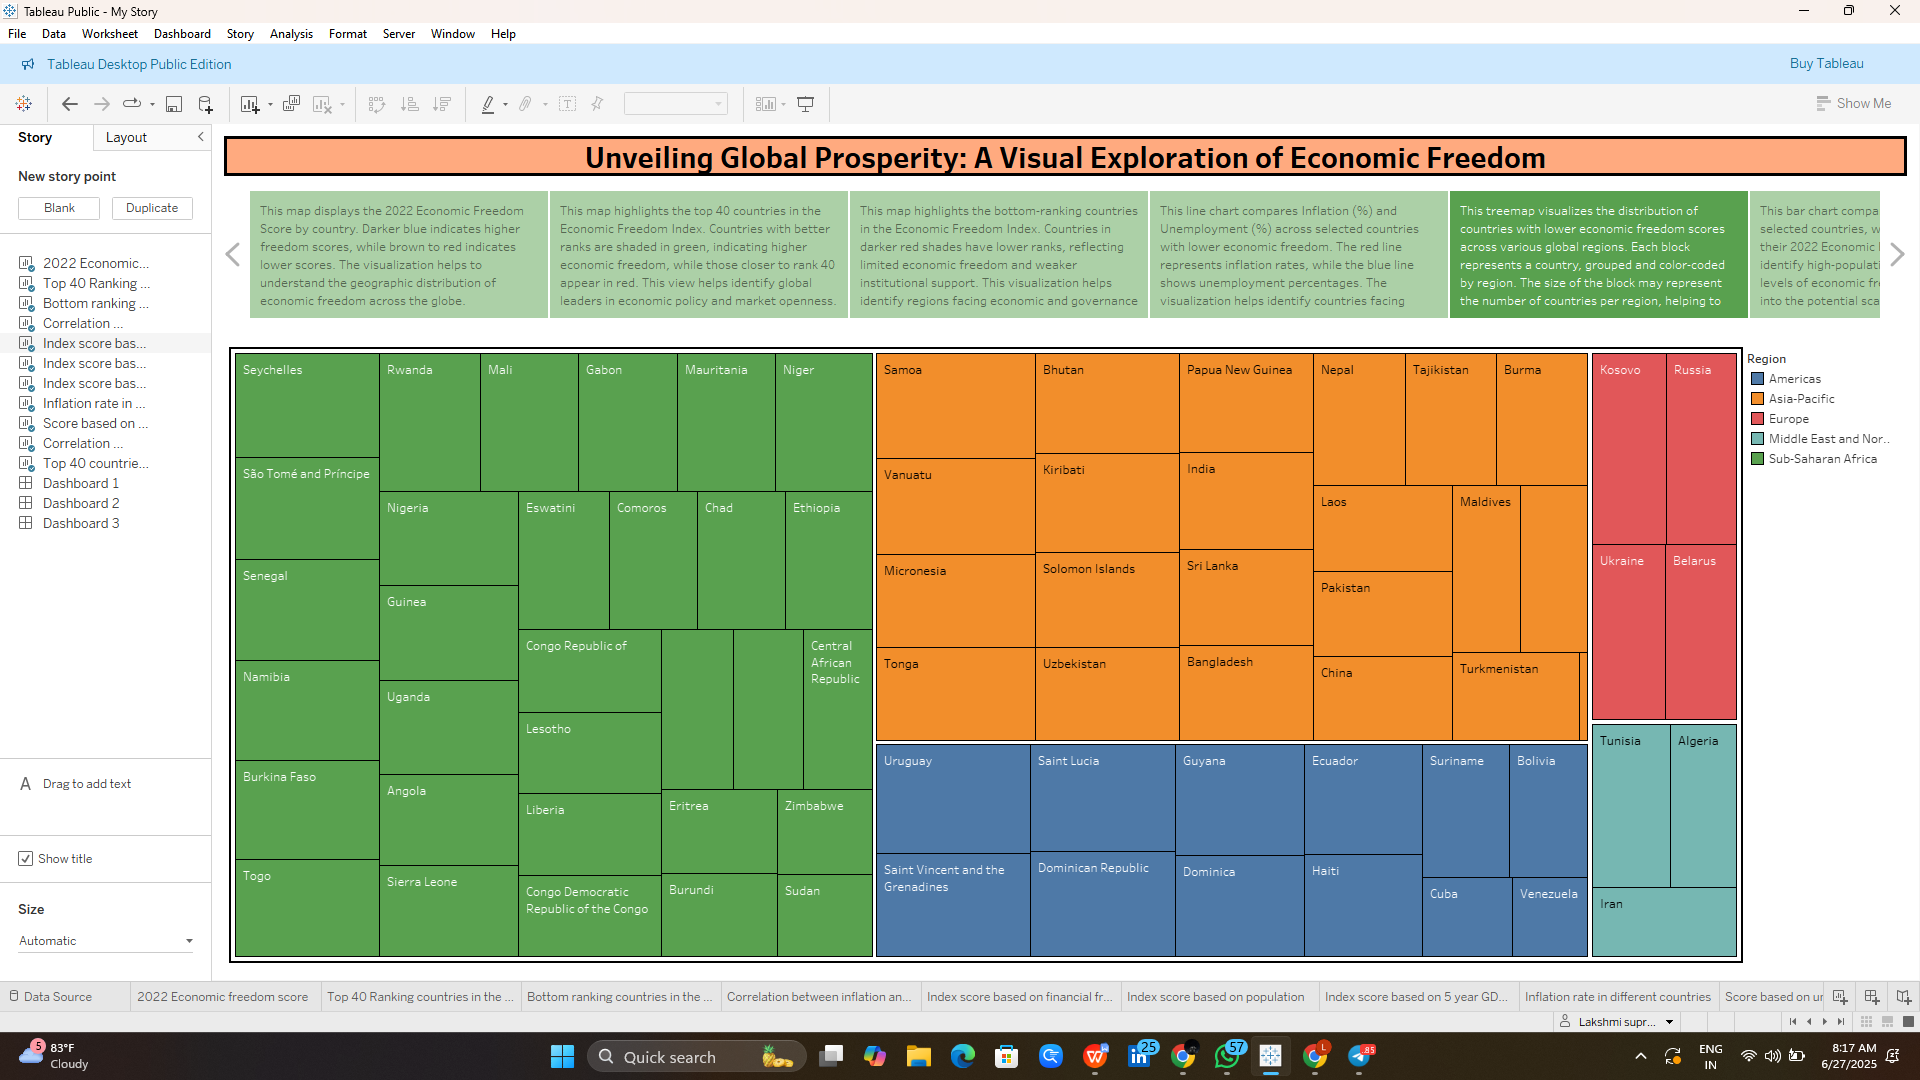 Tableau Public - My Story
File Data Worksheet Dashboard Story Analysis Format Server Window Help
Tableau Desktop Public Edition
Buy Tableau
Show Me
Story
Layout
New story point
Blank
Duplicate
2022 Economic...
Top 40 Ranking ...
Bottom ranking ...
Correlation ...
Index score bas...
Index score bas...
Index score bas...
Inflation rate in ...
Score based on ...
Correlation ...
Top 40 countrie...
Dashboard 1
Dashboard 2
Dashboard 3
A Drag to add text
Show title
Size
Automatic
Unveiling Global Prosperity: A Visual Exploration of Economic Freedom
This map displays the 2022 Economic Freedom
Score by country. Darker blue indicates higher
freedom scores, while brown to red indicates
lower scores. The visualization helps to
understand the geographic distribution of
economic freedom across the globe.
This map highlights the top 40 countries in the
Economic Freedom Index. Countries with better
ranks are shaded in green, indicating higher
economic freedom, while those closer to rank 40
appear in red. This view helps identify global
leaders in economic policy and market openness.
This map highlights the bottom-ranking countries
in the Economic Freedom Index. Countries in
darker red shades have lower ranks, reflecting
limited economic freedom and weaker
institutional support. This visualization helps
identify regions facing economic and governance
This line chart compares Inflation (%) and
Unemployment (%) across selected countries
with lower economic freedom. The red line
represents inflation rates, while the blue line
shows unemployment percentages. The
visualization helps identify countries facing
This treemap visualizes the distribution of
countries with lower economic freedom scores
across various global regions. Each block
represents a country, grouped and color-coded
by region. The size of the block may represent
the number of countries per region, helping to
This bar chart compa
selected countries, w
their 2022 Economic
identify high-populati
levels of economic fr
into the potential sca
Seychelles
São Tomé and Príncipe
Senegal
Namibia
Burkina Faso
Togo
Rwanda
Mali
Gabon
Mauritania
Niger
Nigeria
Guinea
Uganda
Angola
Sierra Leone
Eswatini
Comoros
Chad
Ethiopia
Congo Republic of
Lesotho
Liberia
Congo Democratic
Republic of the Congo
Central
African
Republic
Eritrea
Zimbabwe
Burundi
Sudan
Samoa
Vanuatu
Micronesia
Tonga
Bhutan
Kiribati
Solomon Islands
Uzbekistan
Papua New Guinea
India
Sri Lanka
Bangladesh
Nepal
Tajikistan
Burma
Laos
Pakistan
China
Maldives
Turkmenistan
Uruguay
Saint Vincent and the
Grenadines
Saint Lucia
Dominican Republic
Guyana
Dominica
Ecuador
Haiti
Suriname
Bolivia
Cuba
Venezuela
Kosovo
Russia
Ukraine
Belarus
Tunisia
Algeria
Iran
Region
Americas
Asia-Pacific
Europe
Middle East and Nor..
Sub-Saharan Africa
Data Source
2022 Economic freedom score
Top 40 Ranking countries in the ...
Bottom ranking countries in the ...
Correlation between inflation an...
Index score based on financial fr...
Index score based on population
Index score based on 5 year GD...
Inflation rate in different countries
Score based on un
Lakshmi supr...
5
83°F
Cloudy
Quick search
25
57
L
85
ENG
IN
8:17 AM
6/27/2025